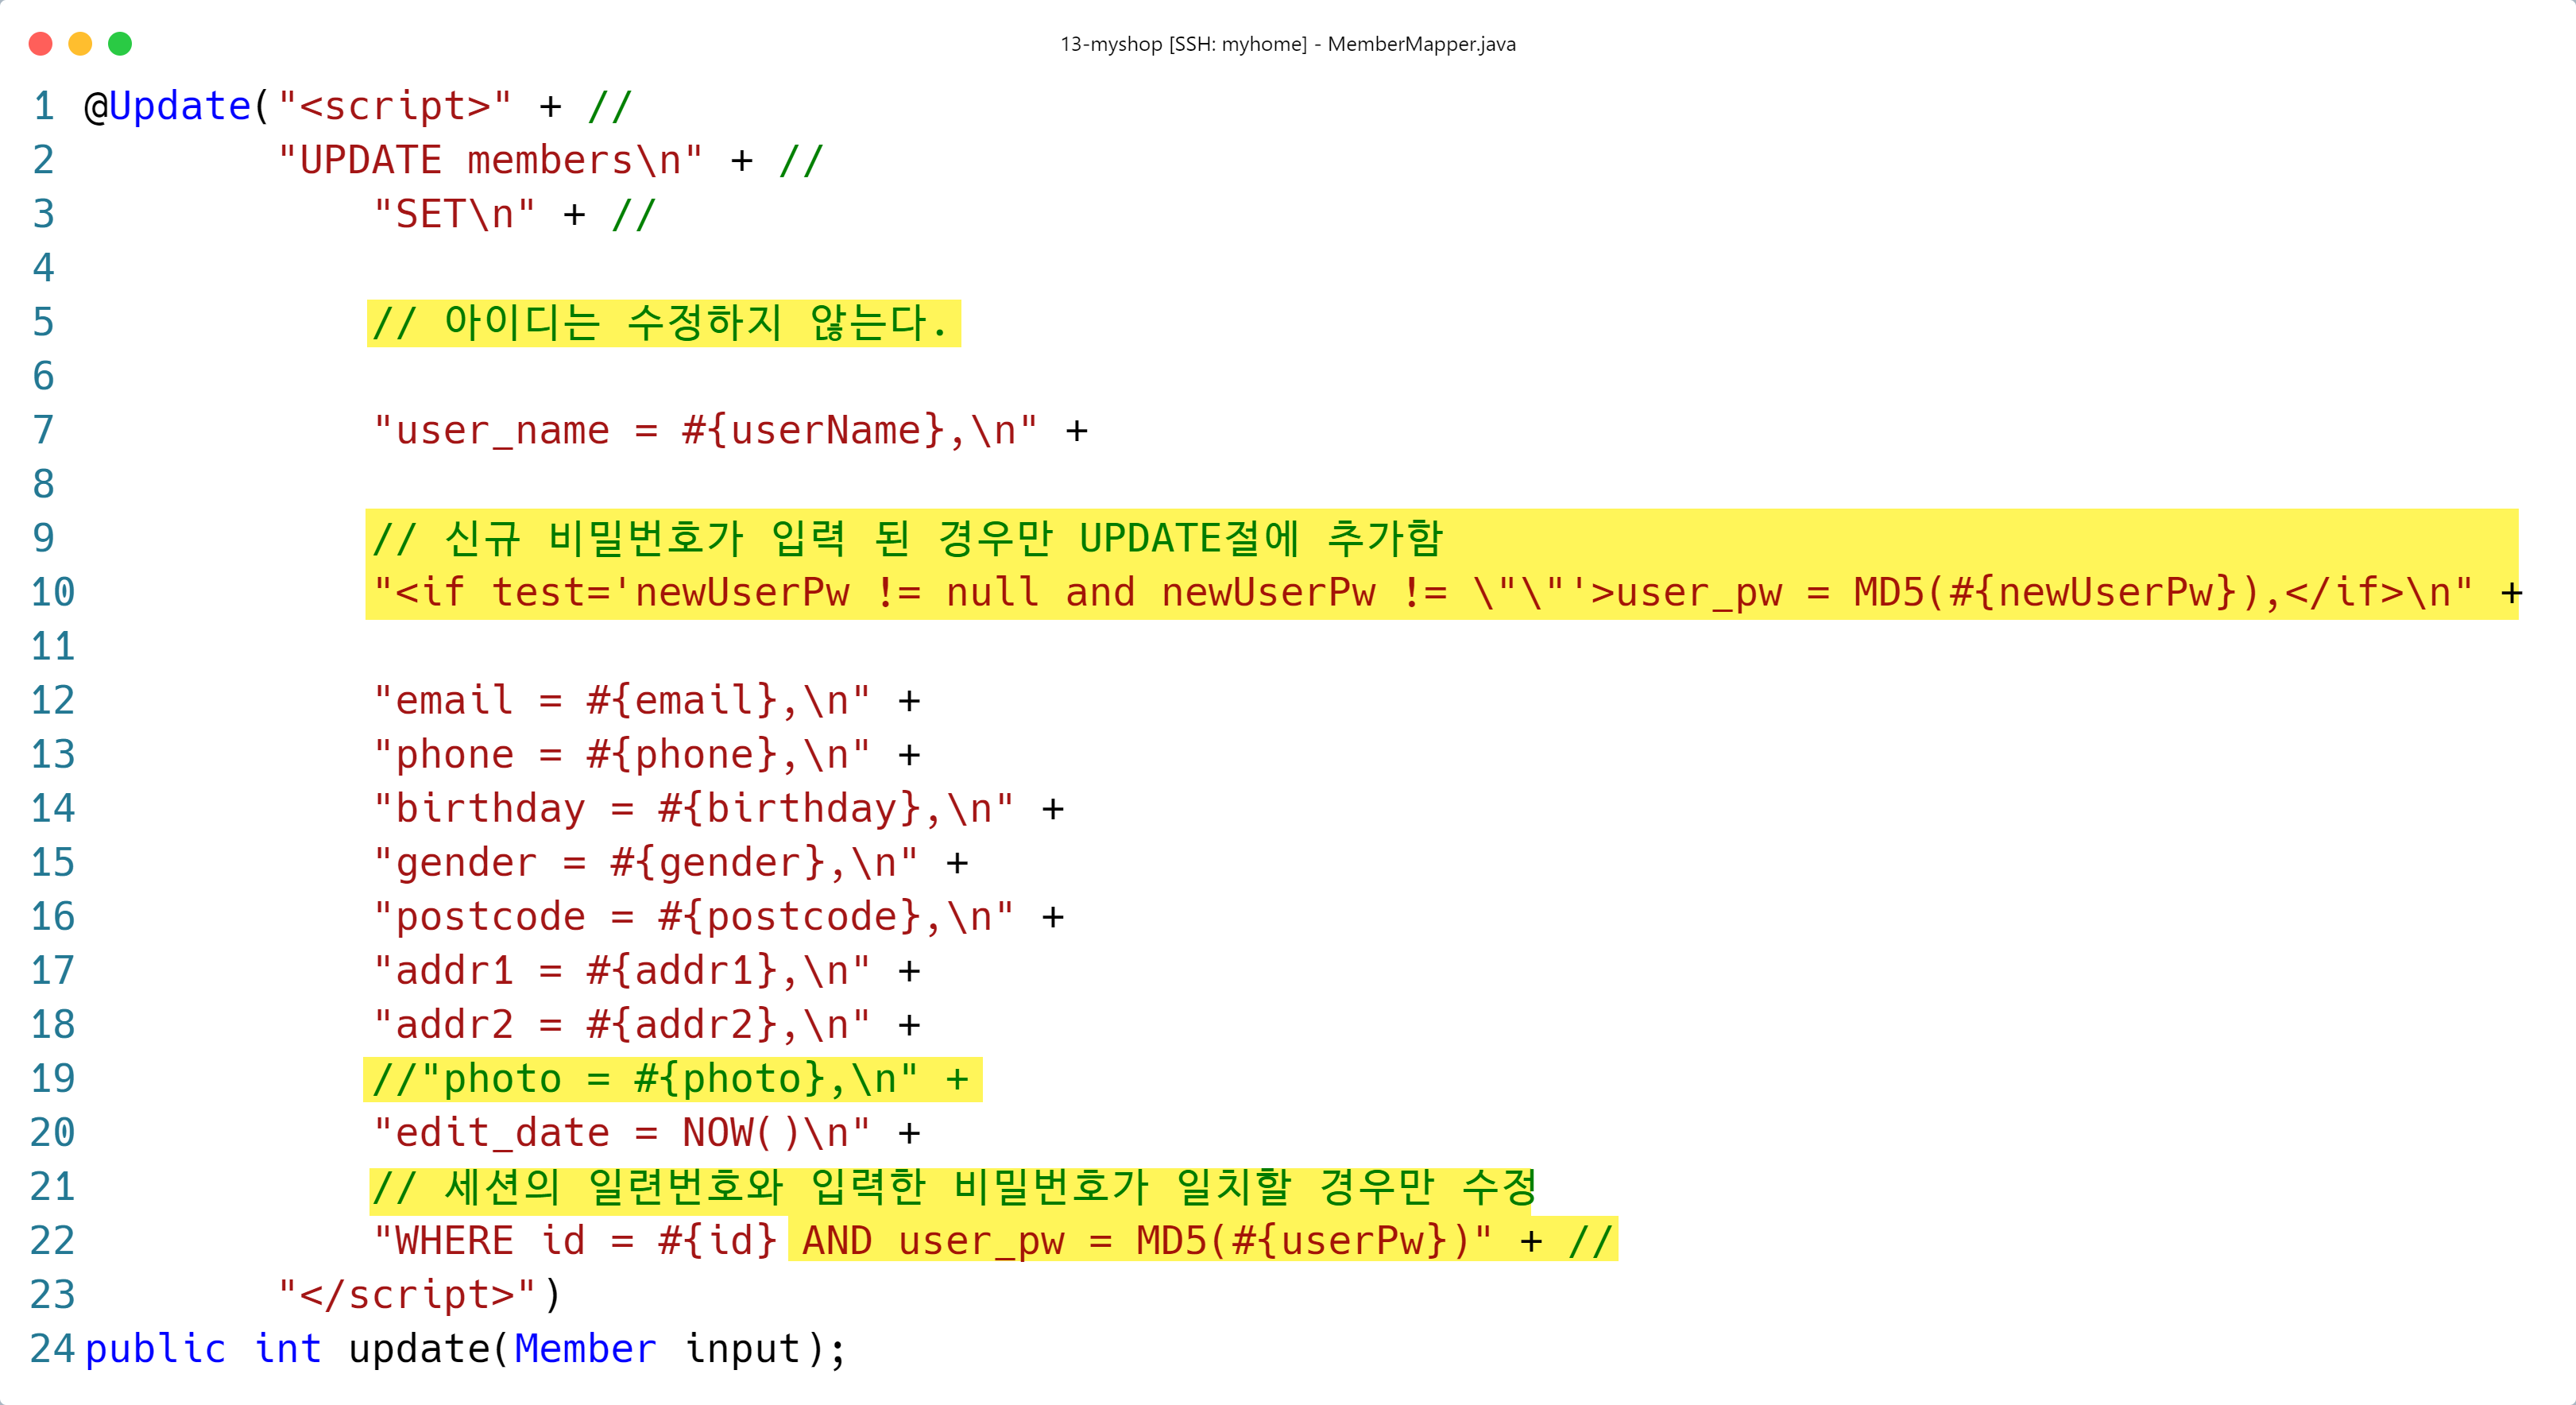 13-myshop [SSH: myhome] - MemberMapper.java
1 @Update("<script>" + //
2         "UPDATE members\n" + //
3             "SET\n" + //
4
5             // 아이디는 수정하지 않는다.
6
7             "user_name = #{userName},\n" +
8
9             // 신규 비밀번호가 입력 된 경우만 UPDATE절에 추가함
10            "<if test='newUserPw != null and newUserPw != \"\"'>user_pw = MD5(#{newUserPw}),</if>\n" +
11
12            "email = #{email},\n" +
13            "phone = #{phone},\n" +
14            "birthday = #{birthday},\n" +
15            "gender = #{gender},\n" +
16            "postcode = #{postcode},\n" +
17            "addr1 = #{addr1},\n" +
18            "addr2 = #{addr2},\n" +
19            //"photo = #{photo},\n" +
20            "edit_date = NOW()\n" +
21            // 세션의 일련번호와 입력한 비밀번호가 일치할 경우만 수정
22            "WHERE id = #{id} AND user_pw = MD5(#{userPw})" + //
23        "</script>")
24 public int update(Member input);